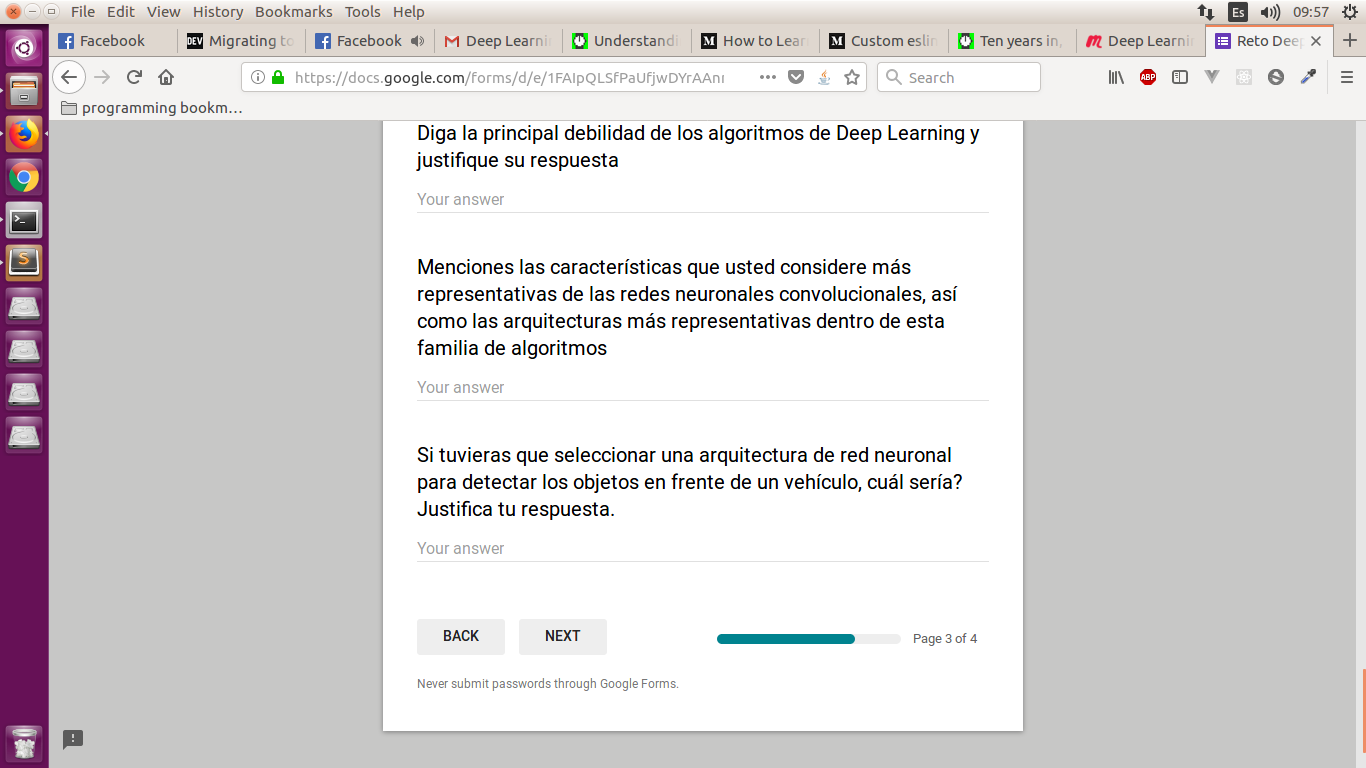 File Edit View History Bookmarks Tools Help
Es
09:57
Facebook
DEV Migrating to
Facebook
Deep Learnin
Understandi
How to Lear
Custom eslin
Ten years in,
Deep Learnin
Reto Deep
https://docs.google.com/forms/d/e/1FAIpQLSfPaUfjwDYrAAnr
Search
ABP
programming bookm…
Diga la principal debilidad de los algoritmos de Deep Learning y
justifique su respuesta
Your answer
Menciones las características que usted considere más
representativas de las redes neuronales convolucionales, así
como las arquitecturas más representativas dentro de esta
familia de algoritmos
Your answer
Si tuvieras que seleccionar una arquitectura de red neuronal
para detectar los objetos en frente de un vehículo, cuál sería?
Justifica tu respuesta.
Your answer
BACK
NEXT
Page 3 of 4
Never submit passwords through Google Forms.